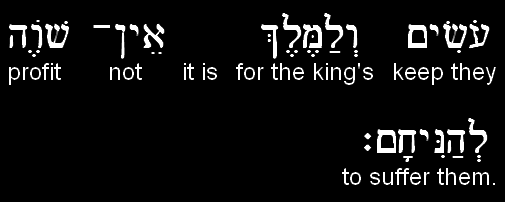 עֹשִׂים וְלַמֶּלֶךְ אֵין־ שֹׁוֶה
profit not it is for the king's keep they
לְהַנִּיחָם׃
to suffer them.